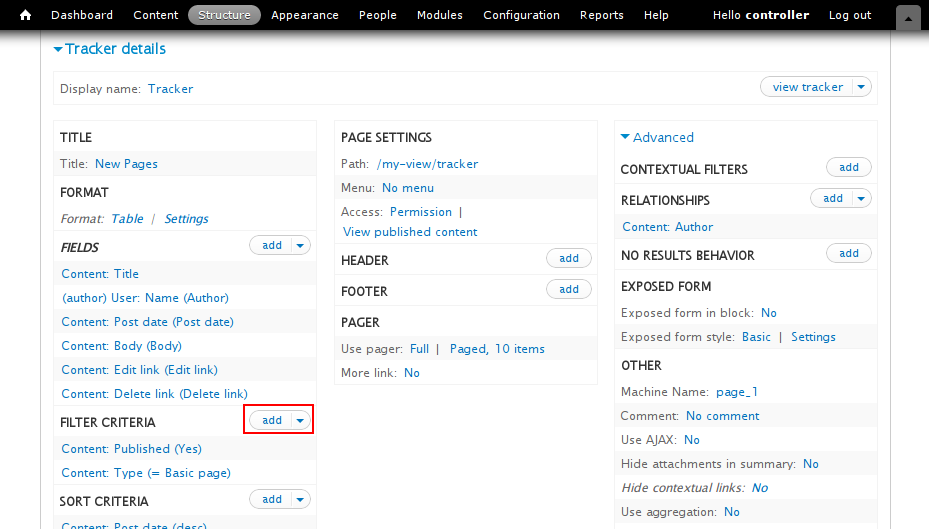 Dashboard Content Structure Appearance People Modules Configuration Reports Help Hello controller Log out
Tracker details
Display name: Tracker view tracker
TITLE
Title: New Pages
FORMAT
Format: Table | Settings
FIELDS add
Content: Title
(author) User: Name (Author)
Content: Post date (Post date)
Content: Body (Body)
Content: Edit link (Edit link)
Content: Delete link (Delete link)
FILTER CRITERIA add
Content: Published (Yes)
Content: Type (= Basic page)
SORT CRITERIA add
Content: Post date (desc)
PAGE SETTINGS
Path: /my-view/tracker
Menu: No menu
Access: Permission |
View published content
HEADER add
FOOTER add
PAGER
Use pager: Full | Paged, 10 items
More link: No
Advanced
CONTEXTUAL FILTERS add
RELATIONSHIPS add
Content: Author
NO RESULTS BEHAVIOR add
EXPOSED FORM
Exposed form in block: No
Exposed form style: Basic | Settings
OTHER
Machine Name: page_1
Comment: No comment
Use AJAX: No
Hide attachments in summary: No
Hide contextual links: No
Use aggregation: No